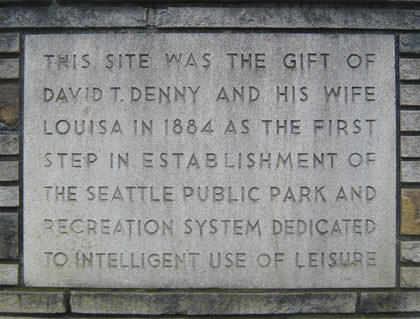 THIS SITE WAS THE GIFT OF
DAVID T. DENNY AND HIS WIFE
LOUISA IN 1884 AS THE FIRST
STEP IN ESTABLISHMENT OF
THE SEATTLE PUBLIC PARK AND
RECREATION SYSTEM DEDICATED
TO INTELLIGENT USE OF LEISURE